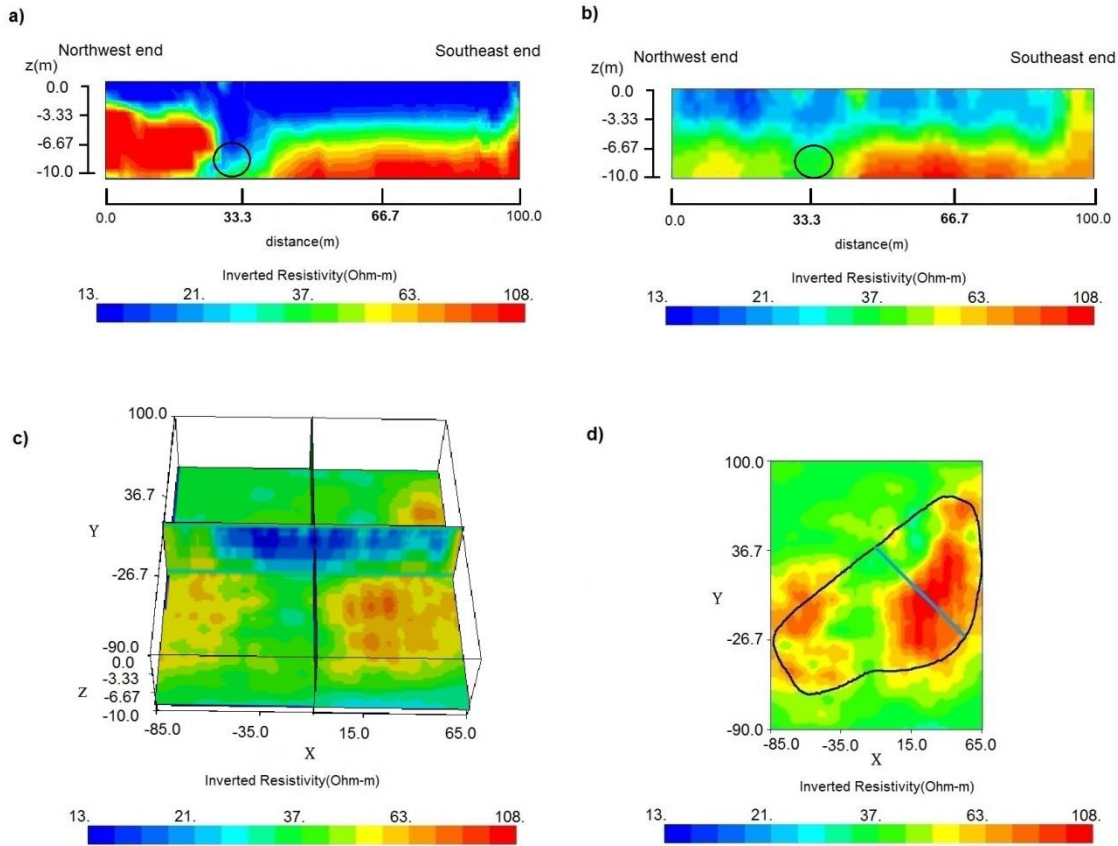 a)
Northwest end Southeast end
z(m)
0.0
-3.33
-6.67
-10.0
0.0 33.3 66.7 100.0
distance(m)
Inverted Resistivity(Ohm-m)
13. 21. 37. 63. 108.
b)
Northwest end Southeast end
z(m)
0.0
-3.33
-6.67
-10.0
0.0 33.3 66.7 100.0
distance(m)
Inverted Resistivity(Ohm-m)
13. 21. 37. 63. 108.
c)
100.0
36.7
Y
-26.7
-90.0
0.0
-3.33
Z
-6.67
-10.0
-85.0 -35.0 15.0 65.0
X
Inverted Resistivity(Ohm-m)
13. 21. 37. 63. 108.
d)
100.0
36.7
Y
-26.7
-90.0
-85.0 -35.0 15.0 65.0
X
Inverted Resistivity(Ohm-m)
13. 21. 37. 63. 108.